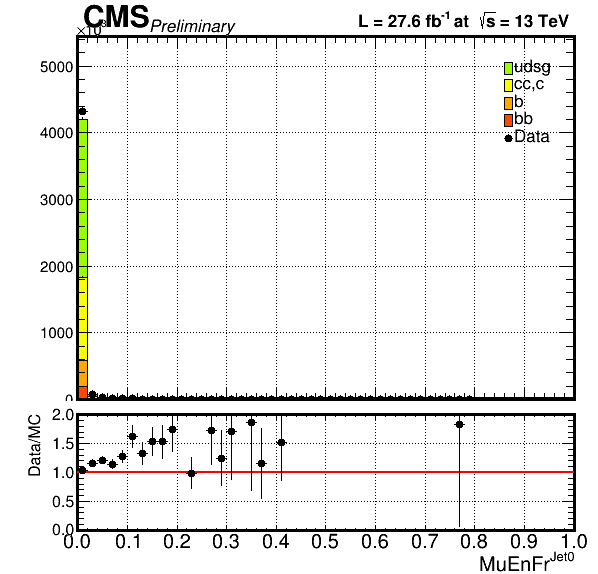 CMS Preliminary L = 27.6 fb⁻¹ at √s = 13 TeV
×10³
5000
4000
3000
2000
1000
0
udsg
cc,c
b
bb
Data
Data/MC
2.0
1.5
1.0
0.5
0.0
0.0 0.1 0.2 0.3 0.4 0.5 0.6 0.7 0.8 0.9 1.0
MuEnFr^Jet0